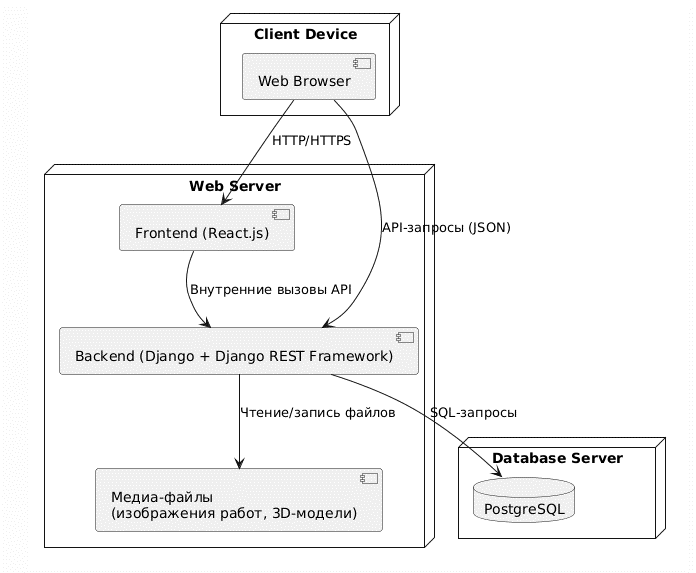 Client Device
Web Browser
HTTP/HTTPS
Web Server
Frontend (React.js)
API-запросы (JSON)
Внутренние вызовы API
Backend (Django + Django REST Framework)
Чтение/запись файлов
SQL-запросы
Database Server
Медиа-файлы
(изображения работ, 3D-модели)
PostgreSQL